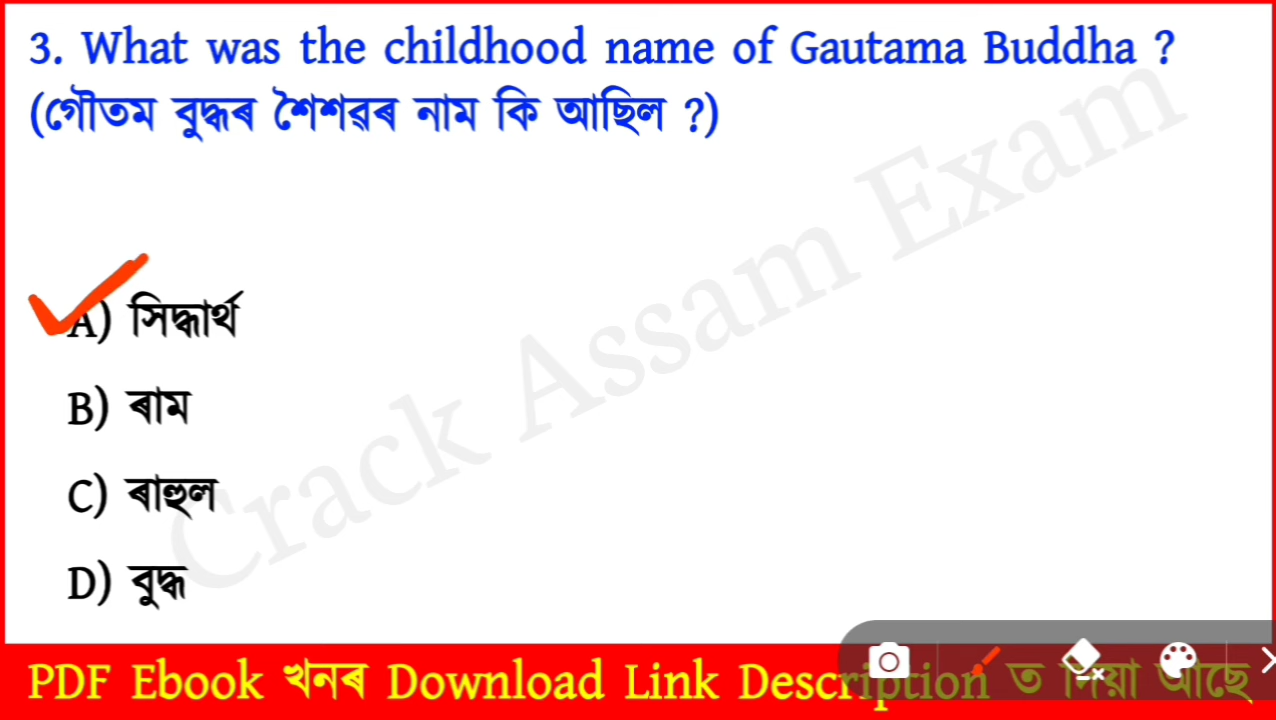 3. What was the childhood name of Gautama Buddha ?
(গৌতম বুদ্ধৰ শৈশৱৰ নাম কি আছিল ?)
A) সিদ্ধাৰ্থ
B) ৰাম
C) ৰাহুল
D) বুদ্ধ
Crack Assam Exam
PDF Ebook খনৰ Download Link Description ত দিয়া আছে